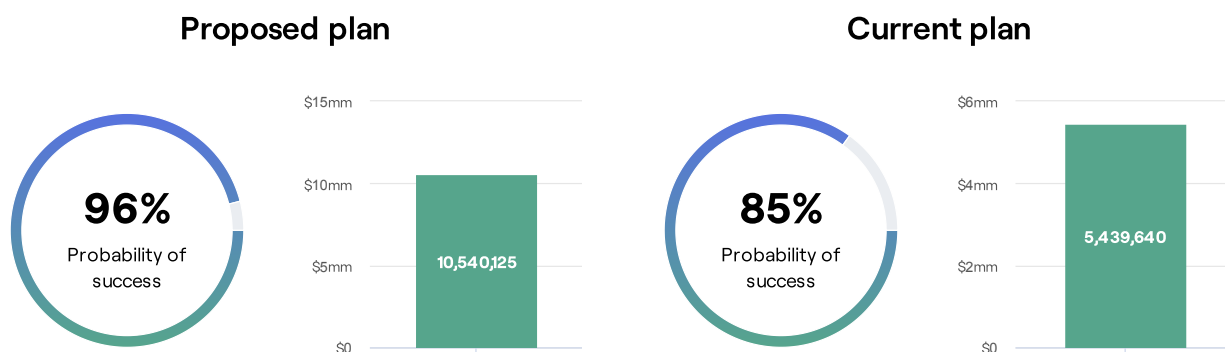 Proposed plan
96%
Probability of
success
$15mm
$10mm
$5mm
$0
10,540,125
Current plan
85%
Probability of
success
$6mm
$4mm
$2mm
$0
5,439,640